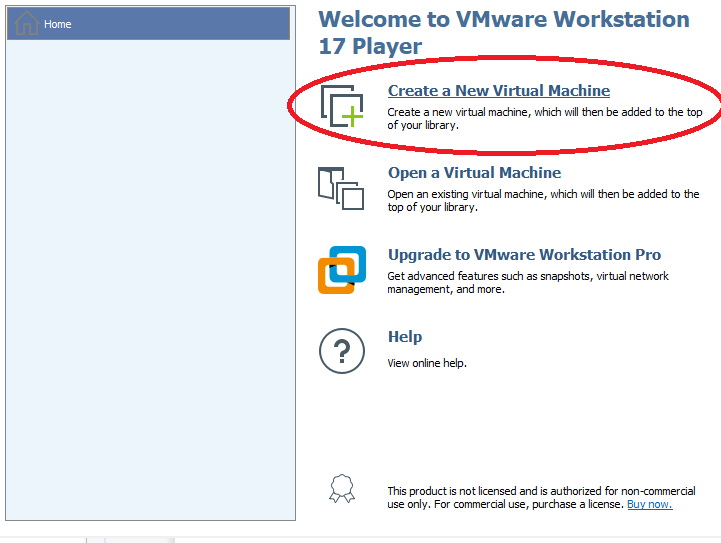 Home
Welcome to VMware Workstation
17 Player
Create a New Virtual Machine
Create a new virtual machine, which will then be added to the top
of your library.
Open a Virtual Machine
Open an existing virtual machine, which will then be added to the
top of your library.
Upgrade to VMware Workstation Pro
Get advanced features such as snapshots, virtual network
management, and more.
?
Help
View online help.
This product is not licensed and is authorized for non-commercial
use only. For commercial use, purchase a license. Buy now.